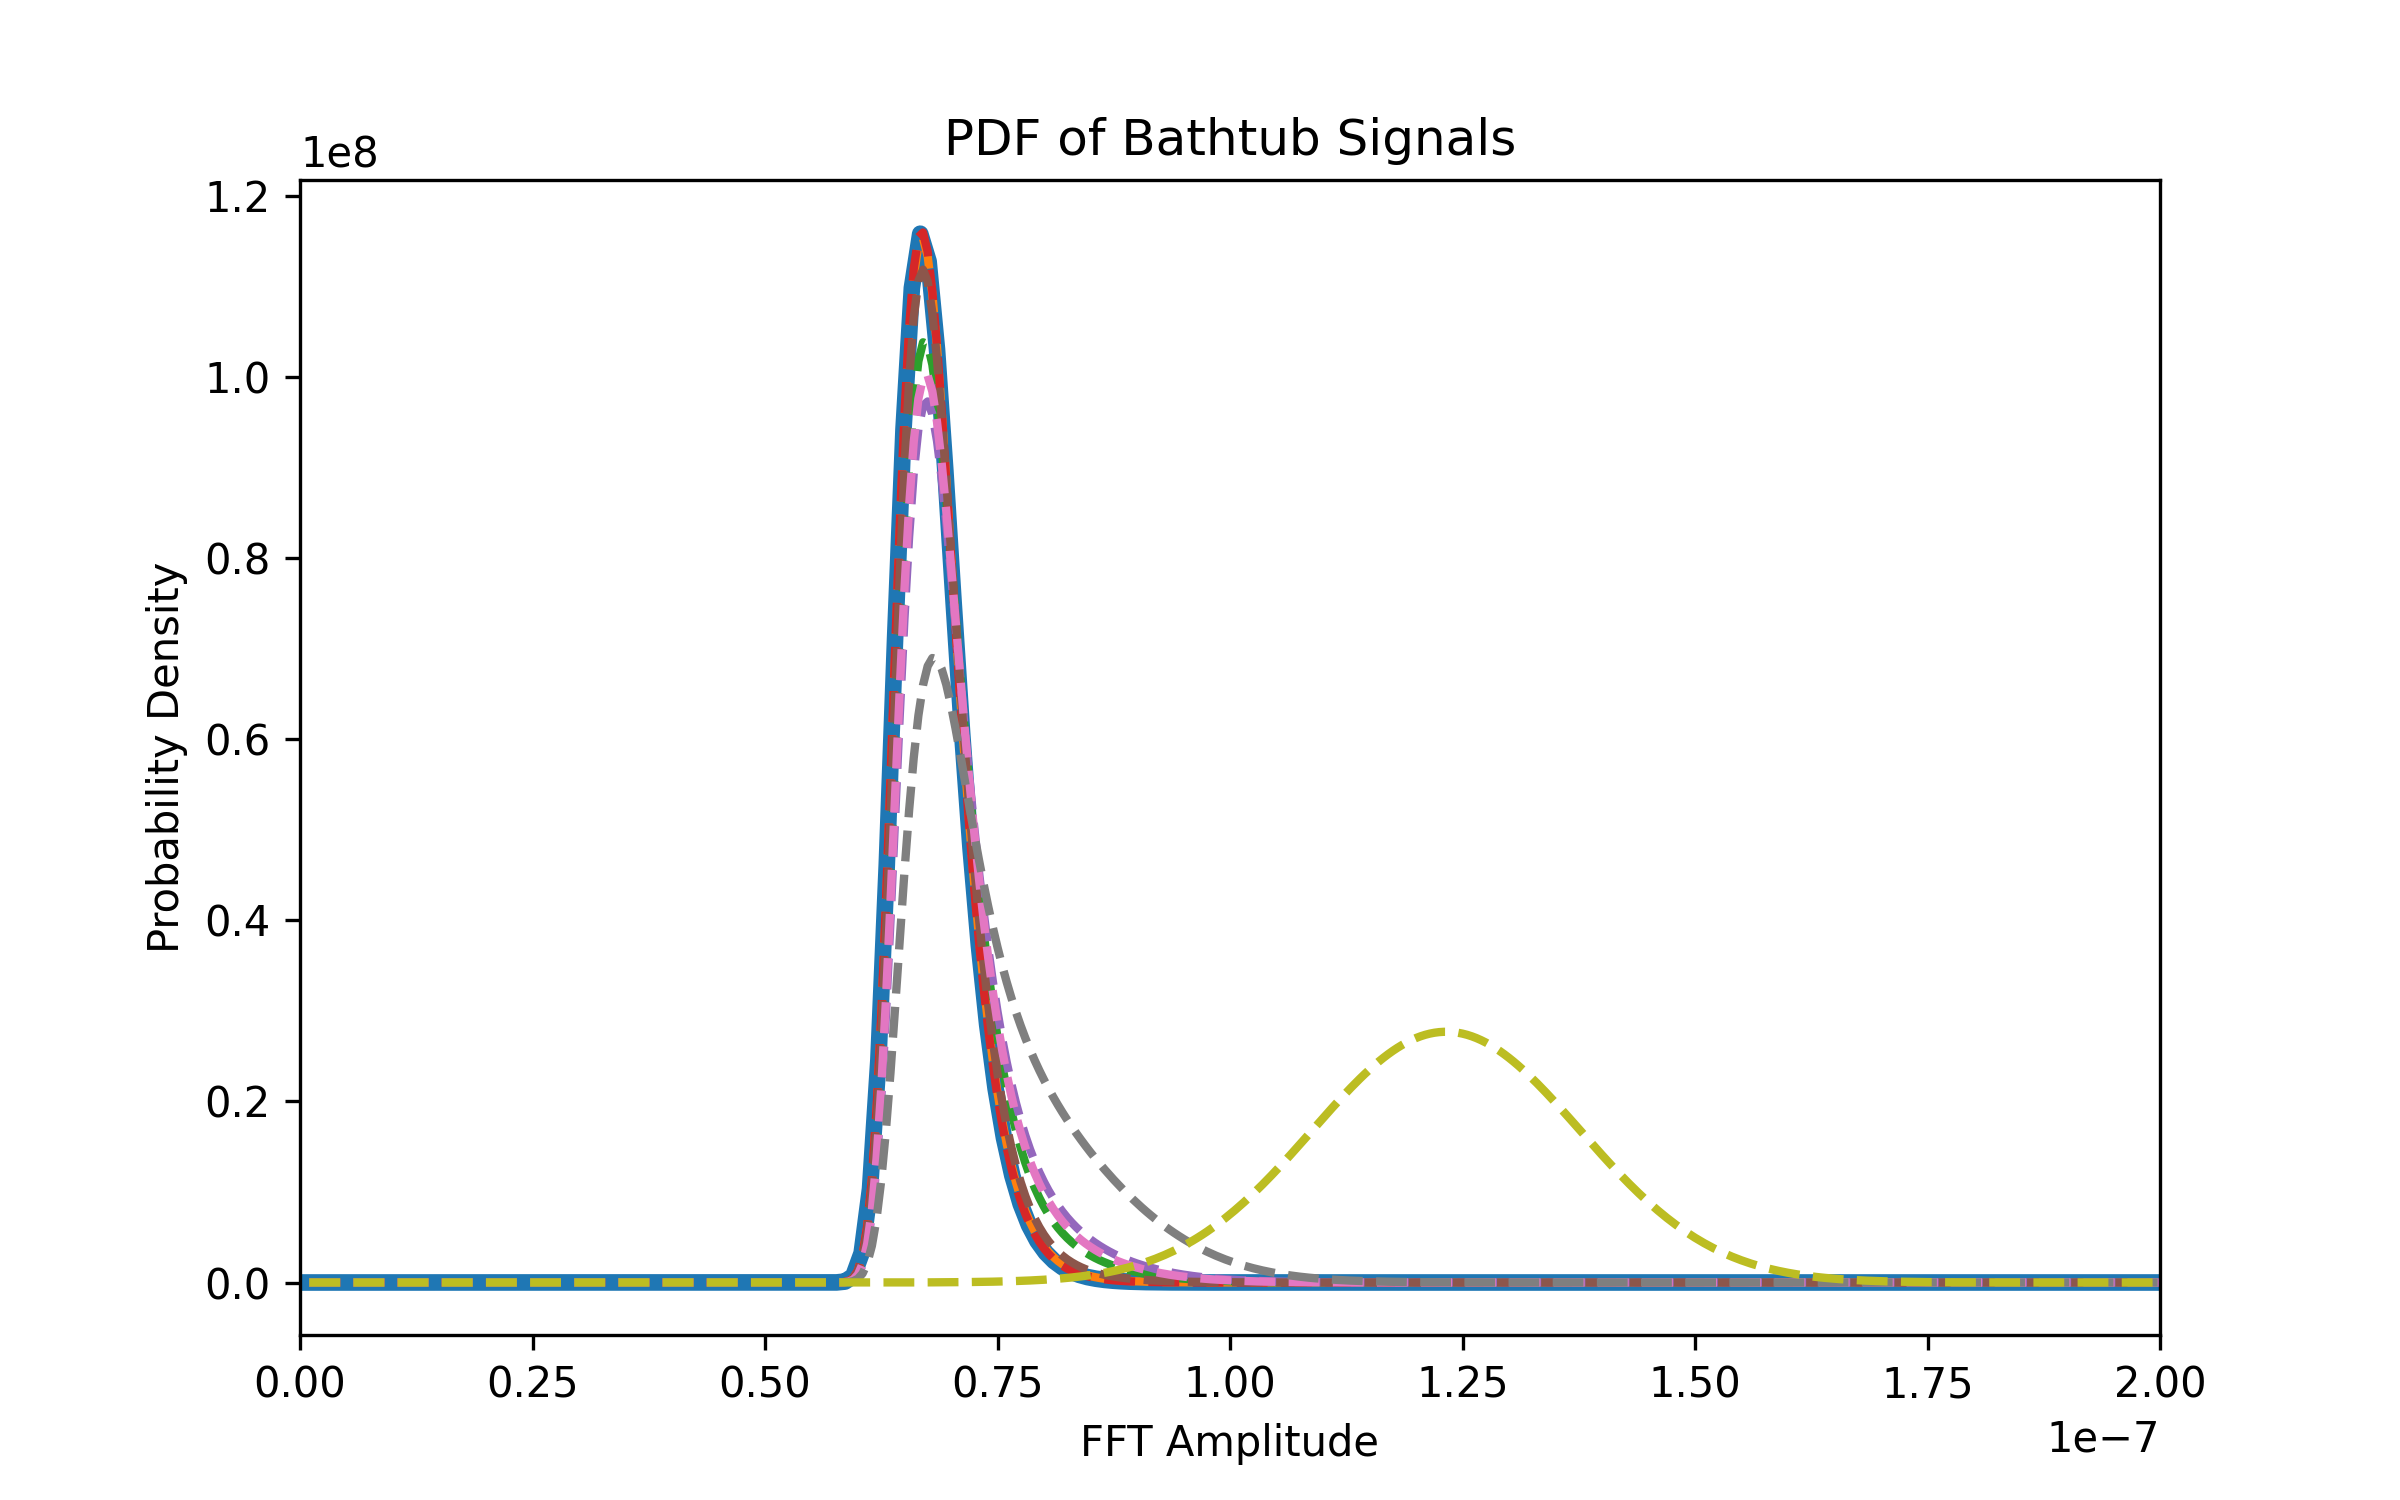 PDF of Bathtub Signals
1e8
1.2
1.0
0.8
0.6
0.4
0.2
0.0
Probability Density
0.00 0.25 0.50 0.75 1.00 1.25 1.50 1.75 2.00
FFT Amplitude
1e−7